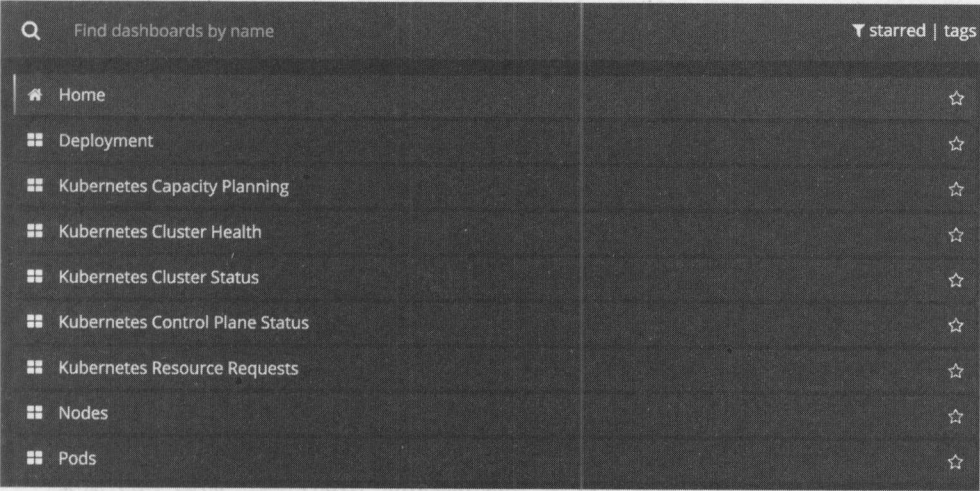 Find dashboards by name
starred | tags
Home
Deployment
Kubernetes Capacity Planning
Kubernetes Cluster Health
Kubernetes Cluster Status
Kubernetes Control Plane Status
Kubernetes Resource Requests
Nodes
Pods